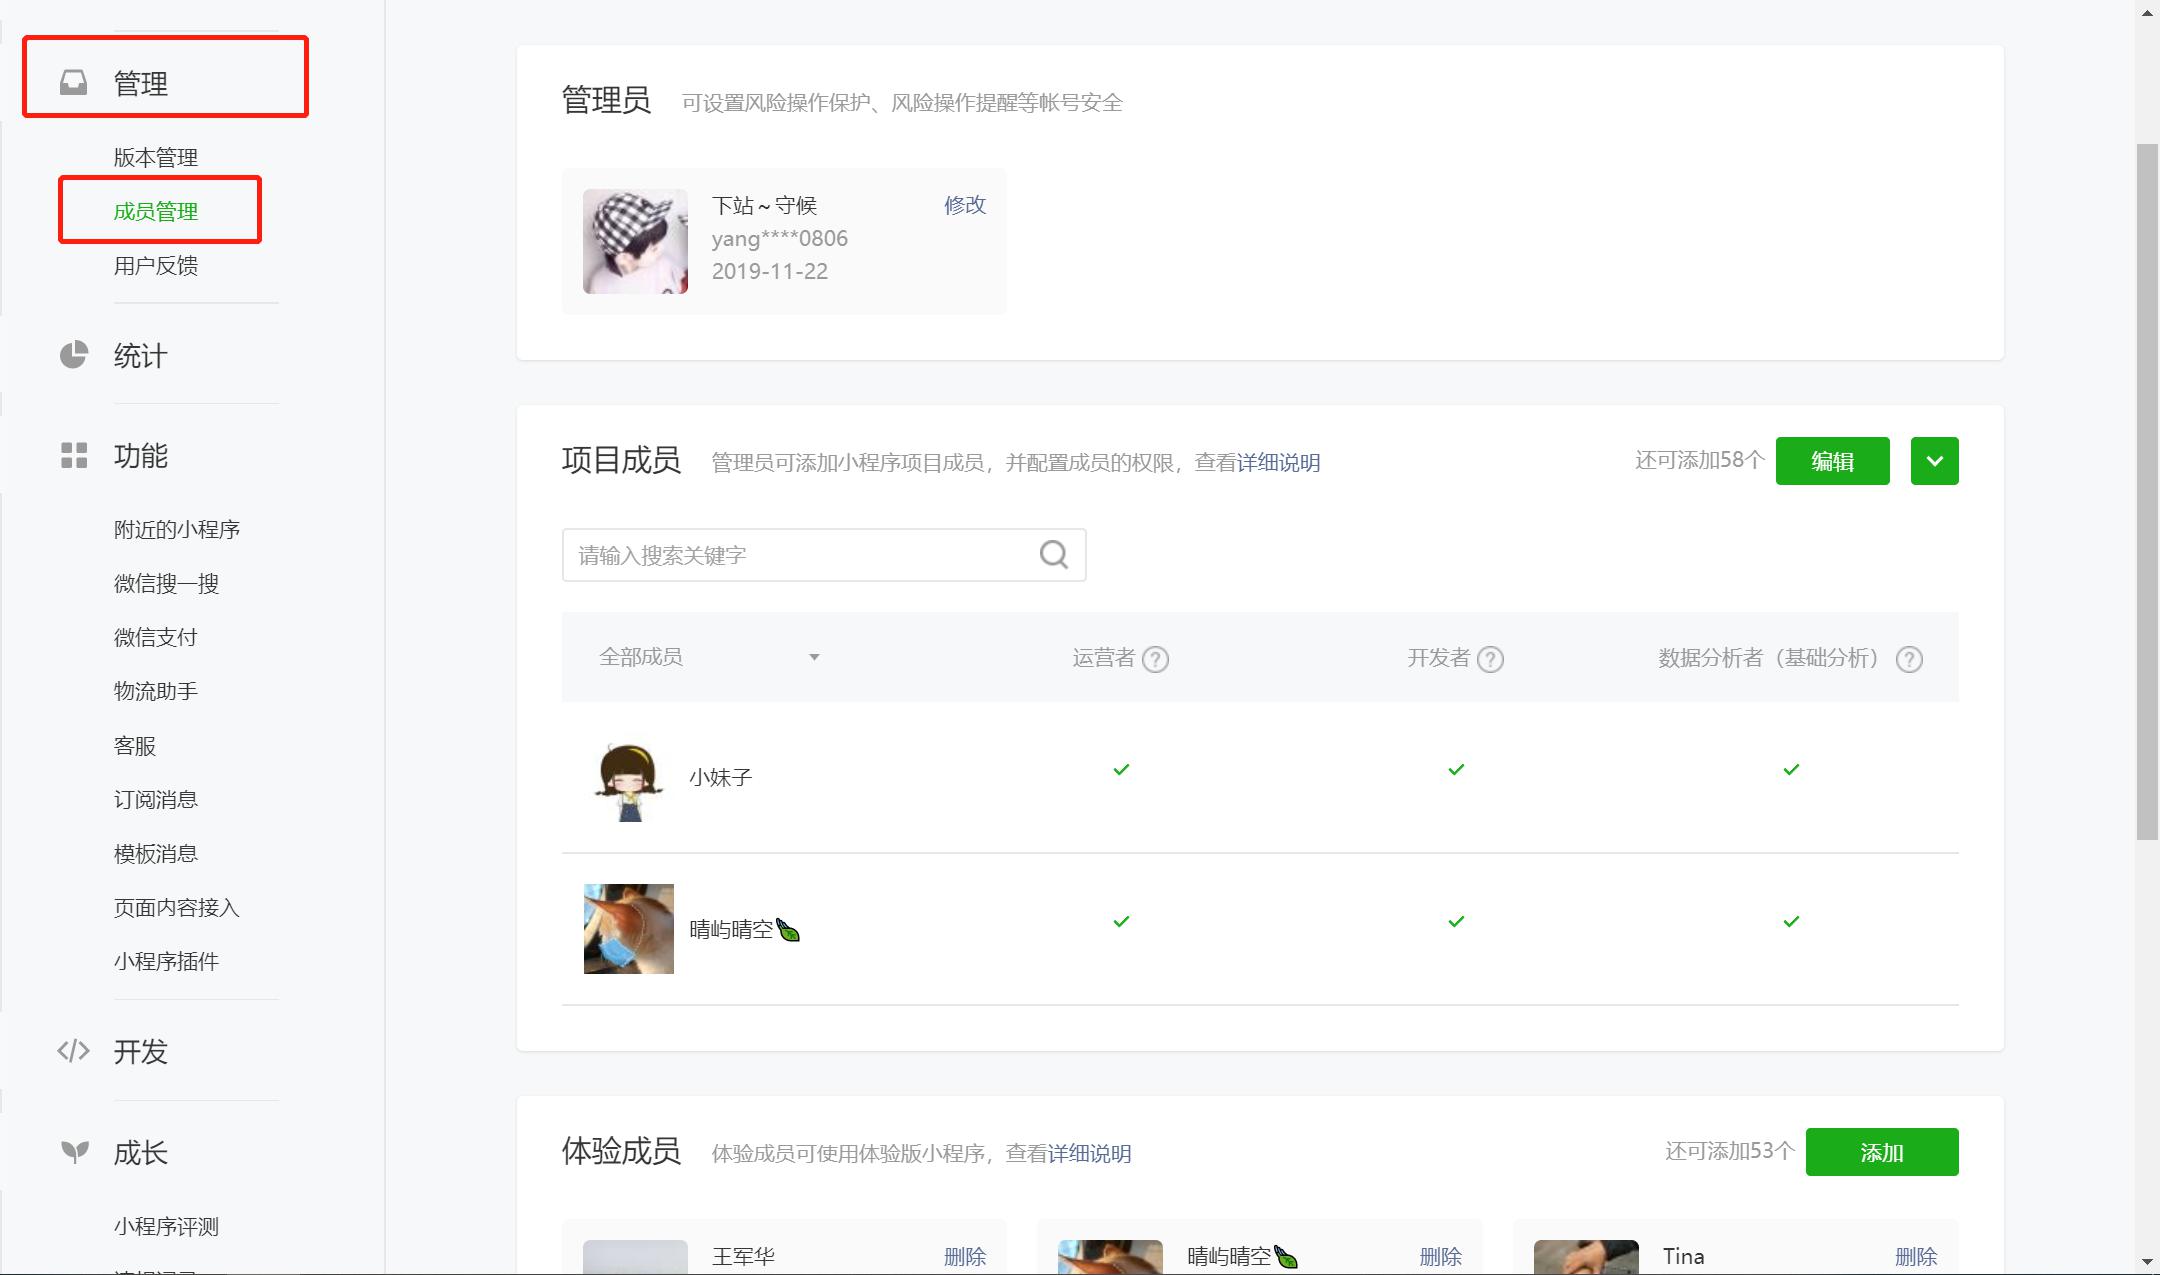 管理
版本管理
成员管理
用户反馈
统计
功能
附近的小程序
微信搜一搜
微信支付
物流助手
客服
订阅消息
模板消息
页面内容接入
小程序插件
开发
成长
小程序评测
管理员 可设置风险操作保护、风险操作提醒等帐号安全
下站～守候 修改
yang****0806
2019-11-22
项目成员 管理员可添加小程序项目成员，并配置成员的权限，查看详细说明 还可添加58个 编辑
请输入搜索关键字
全部成员 运营者 ? 开发者 ? 数据分析者（基础分析） ?
小妹子
晴屿晴空
体验成员 体验成员可使用体验版小程序，查看详细说明 还可添加53个 添加
王军华 删除 晴屿晴空 删除 Tina 删除